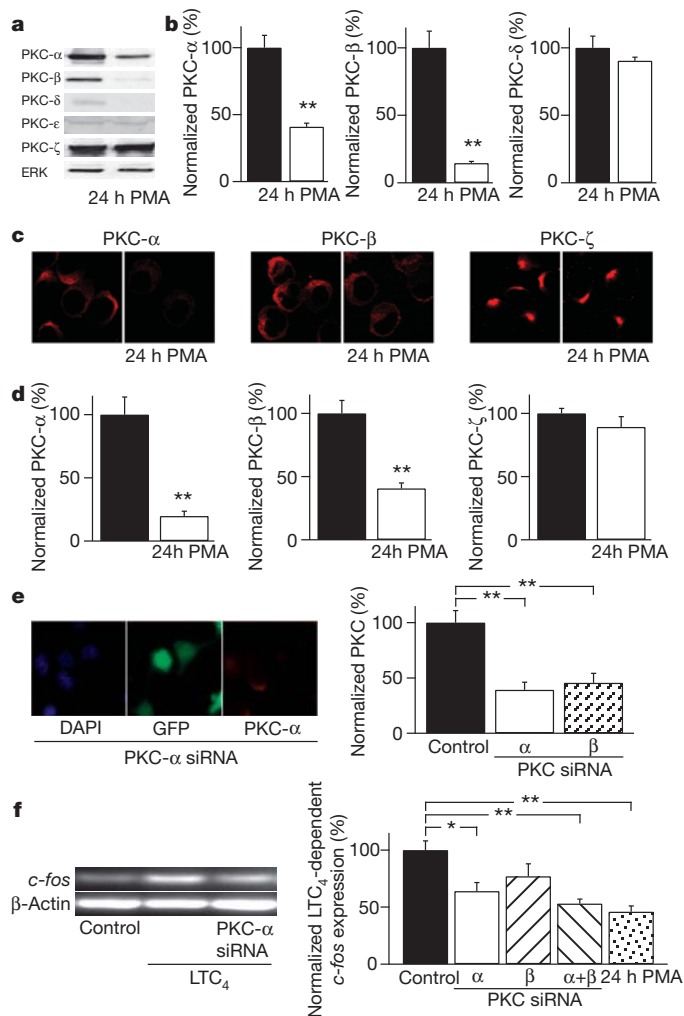 a
PKC-α
PKC-β
PKC-δ
PKC-ε
PKC-ζ
ERK
24 h PMA
b
Normalized PKC-α (%)
100
50
0
**
24 h PMA
Normalized PKC-β (%)
100
50
0
**
24 h PMA
Normalized PKC-δ (%)
100
50
0
24 h PMA
c
PKC-α
24 h PMA
PKC-β
24 h PMA
PKC-ζ
24 h PMA
d
Normalized PKC-α (%)
100
50
0
**
24h PMA
Normalized PKC-β (%)
100
50
0
**
24h PMA
Normalized PKC-ζ (%)
100
50
0
24h PMA
e
DAPI
GFP
PKC-α
PKC-α siRNA
Normalized PKC (%)
100
50
0
**
**
Control
α
β
PKC siRNA
f
c-fos
β-Actin
Control
PKC-α
siRNA
LTC₄
Normalized LTC₄-dependent
c-fos expression (%)
100
50
0
**
**
*
Control
α
β
α+β
24 h PMA
PKC siRNA